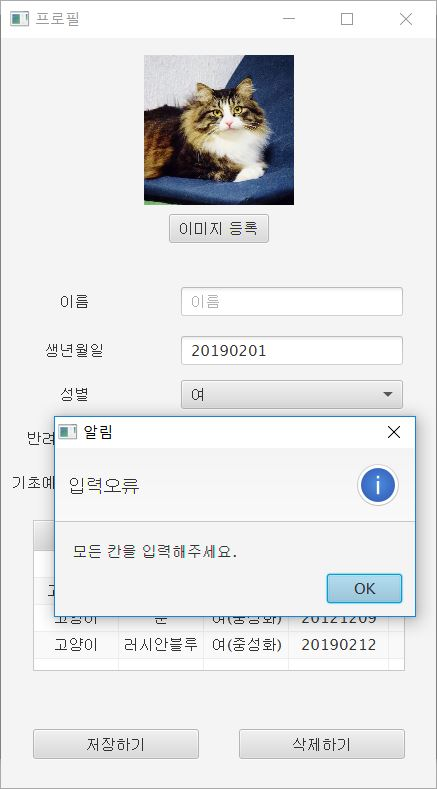 프로필
이미지 등록
이름 이름
생년월일 20190201
성별 여
반려
기초예
알림
입력오류
i
모든 칸을 입력해주세요.
OK
고양이 여(중성화) 20121209
고양이 러시안블루 여(중성화) 20190212
저장하기 삭제하기